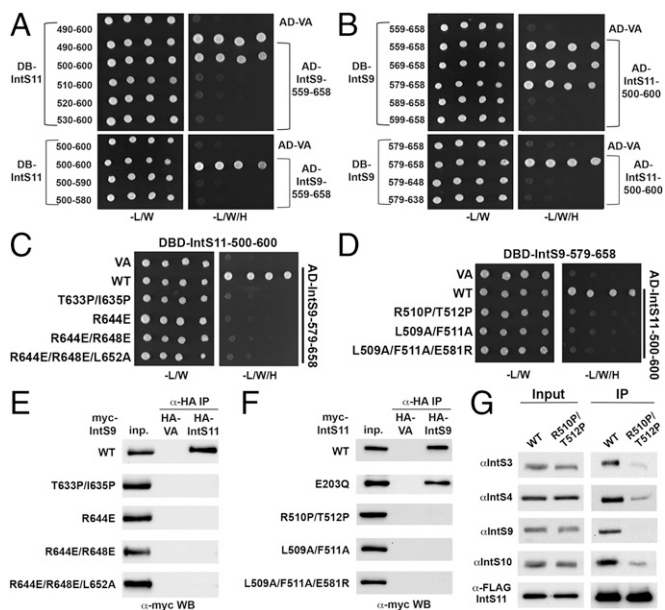 A
DB-IntS11
490-600
490-600
500-600
510-600
520-600
530-600
AD-VA
AD-IntS9-559-658
500-600
500-600
500-590
500-580
DB-IntS11
AD-VA
AD-IntS9-559-658
-L/W
-L/W/H
B
DB-IntS9
559-658
559-658
569-658
579-658
589-658
599-658
AD-VA
AD-IntS11-500-600
DB-IntS9
579-658
579-658
579-648
579-638
AD-VA
AD-IntS11-500-600
-L/W
-L/W/H
C
DBD-IntS11-500-600
VA
WT
T633P/I635P
R644E
R644E/R648E
R644E/R648E/L652A
AD-IntS9-579-658
-L/W
-L/W/H
D
DBD-IntS9-579-658
VA
WT
R510P/T512P
L509A/F511A
L509A/F511A/E581R
AD-IntS11-500-600
-L/W
-L/W/H
E
α-HA IP
myc-IntS9
inp.
HA-VA
HA-IntS11
WT
T633P/I635P
R644E
R644E/R648E
R644E/R648E/L652A
α-myc WB
F
α-HA IP
myc-IntS11
inp.
HA-VA
HA-IntS9
WT
E203Q
R510P/T512P
L509A/F511A
L509A/F511A/E581R
α-myc WB
G
Input
IP
WT
R510P/T512P
WT
R510P/T512P
αIntS3
αIntS4
αIntS9
αIntS10
α-FLAG
IntS11